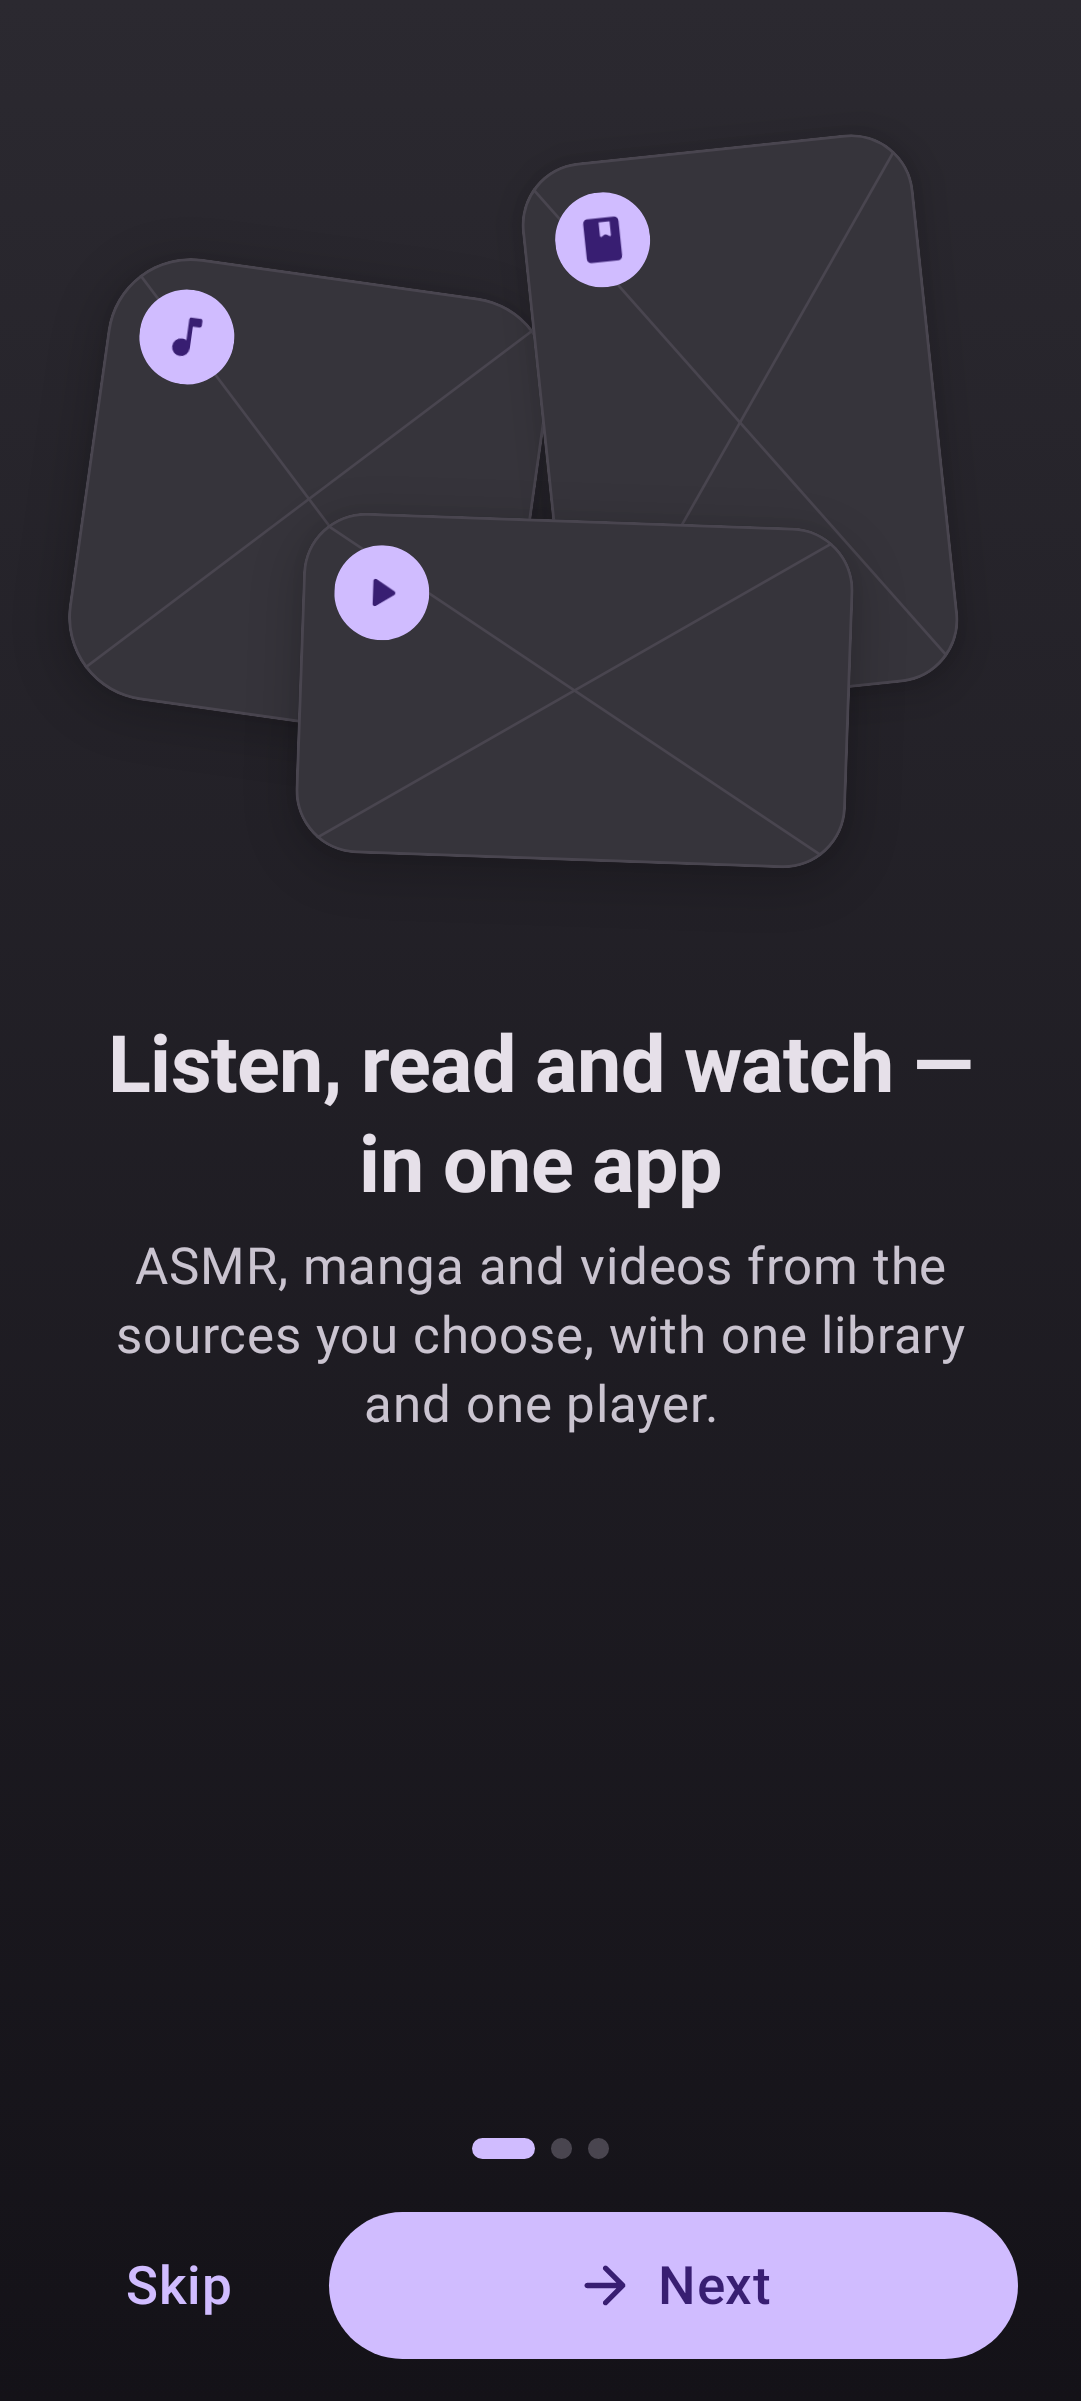 Listen, read and watch —
in one app
ASMR, manga and videos from the
sources you choose, with one library
and one player.
Skip
Next